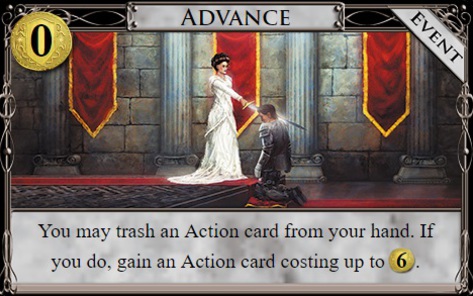 0
ADVANCE
EVENT
You may trash an Action card from your hand. If
you do, gain an Action card costing up to 6.